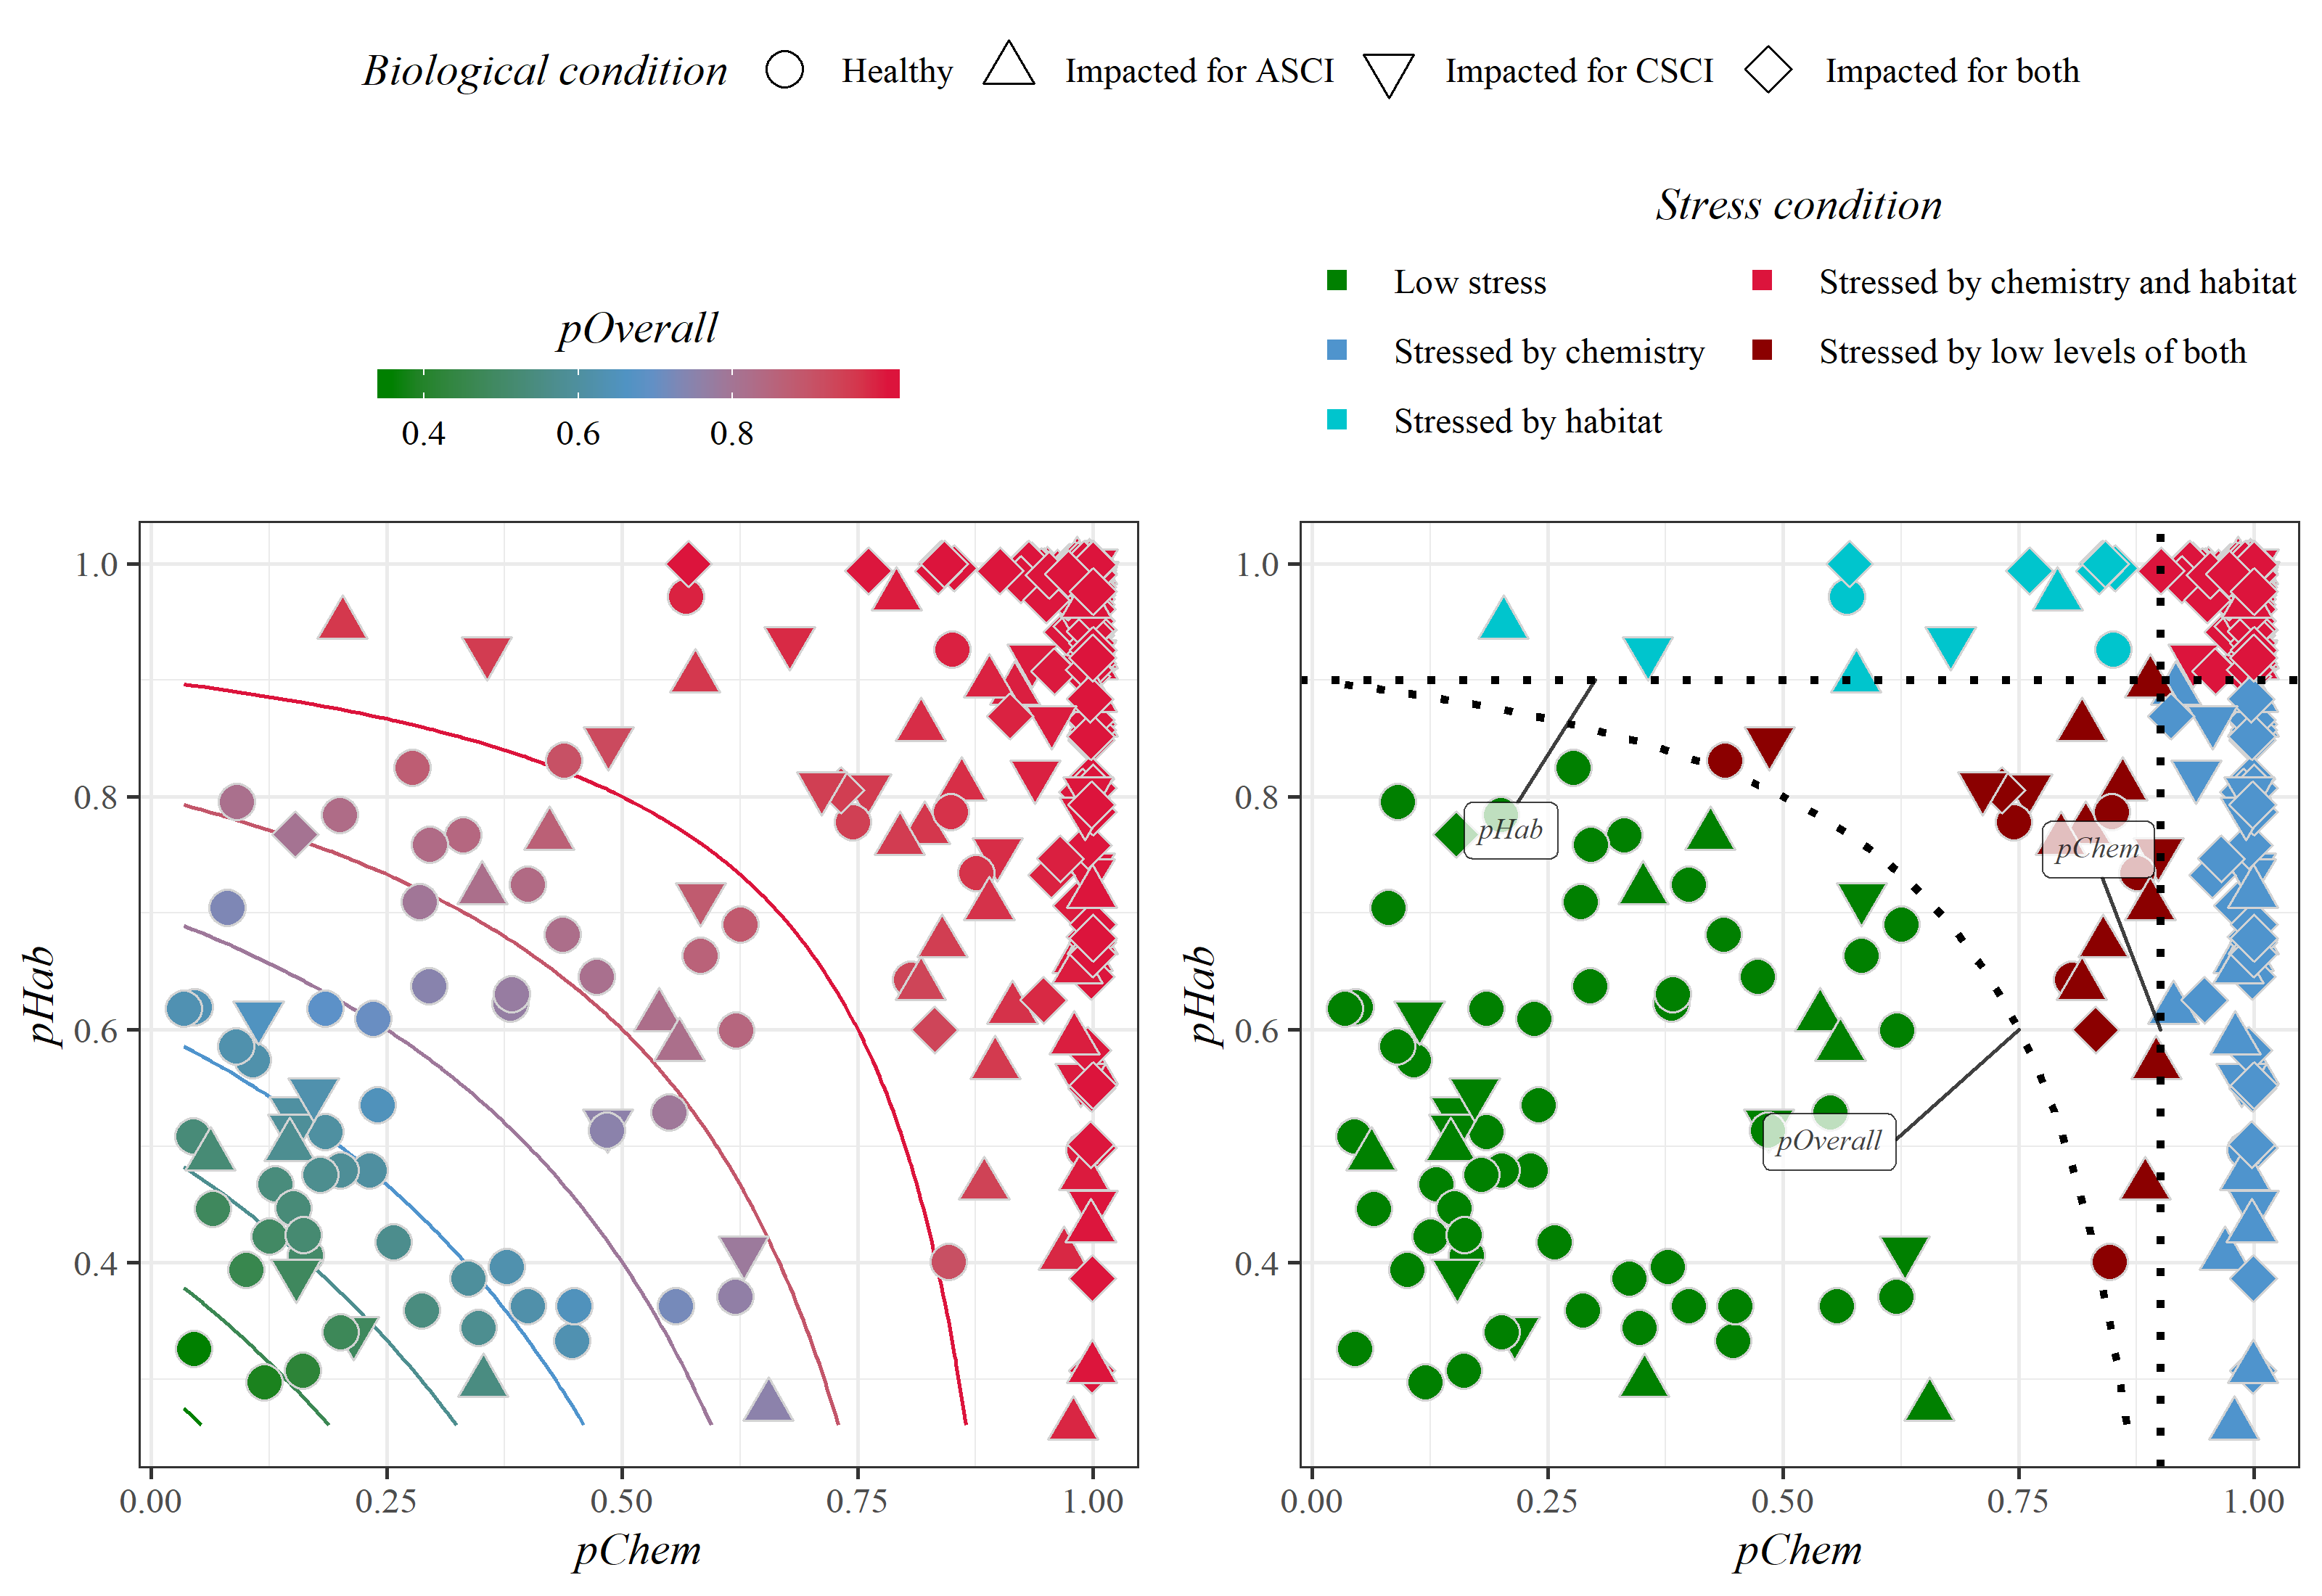 Biological condition Healthy Impacted for ASCI Impacted for CSCI Impacted for both
pOverall
0.4 0.6 0.8
Stress condition
Low stress Stressed by chemistry and habitat
Stressed by chemistry Stressed by low levels of both
Stressed by habitat
pHab
1.0
0.8
0.6
0.4
0.00 0.25 0.50 0.75 1.00
pChem
pHab
1.0
0.8
0.6
0.4
pHab
pChem
pOverall
0.00 0.25 0.50 0.75 1.00
pChem